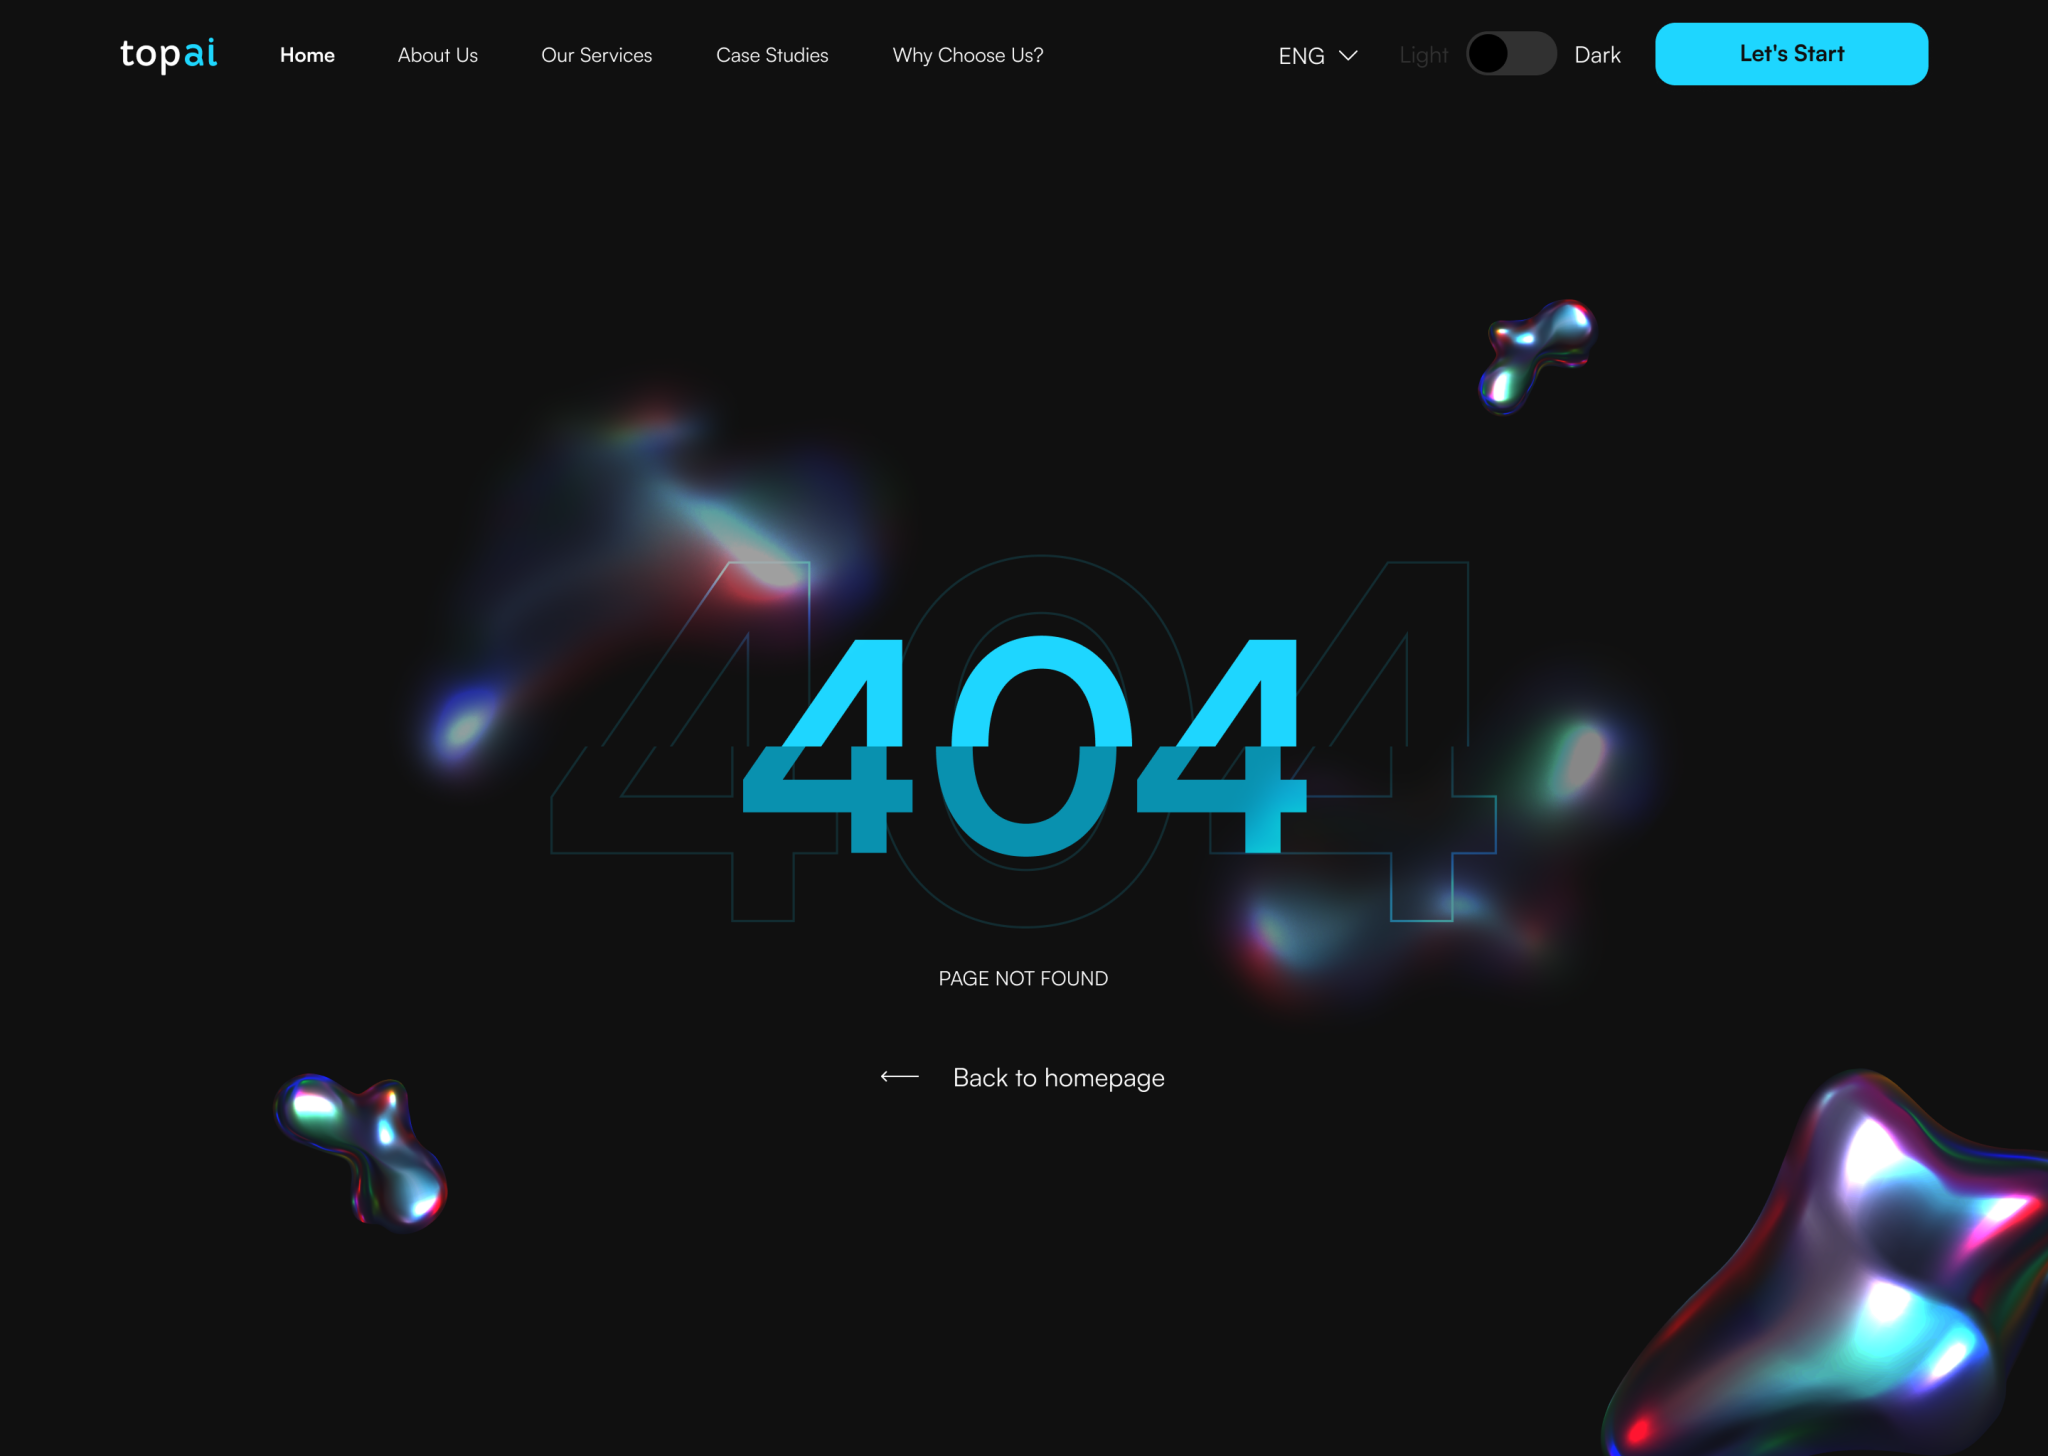 topai
Home
About Us
Our Services
Case Studies
Why Choose Us?
ENG
Light
Dark
Let's Start
404
404
PAGE NOT FOUND
Back to homepage